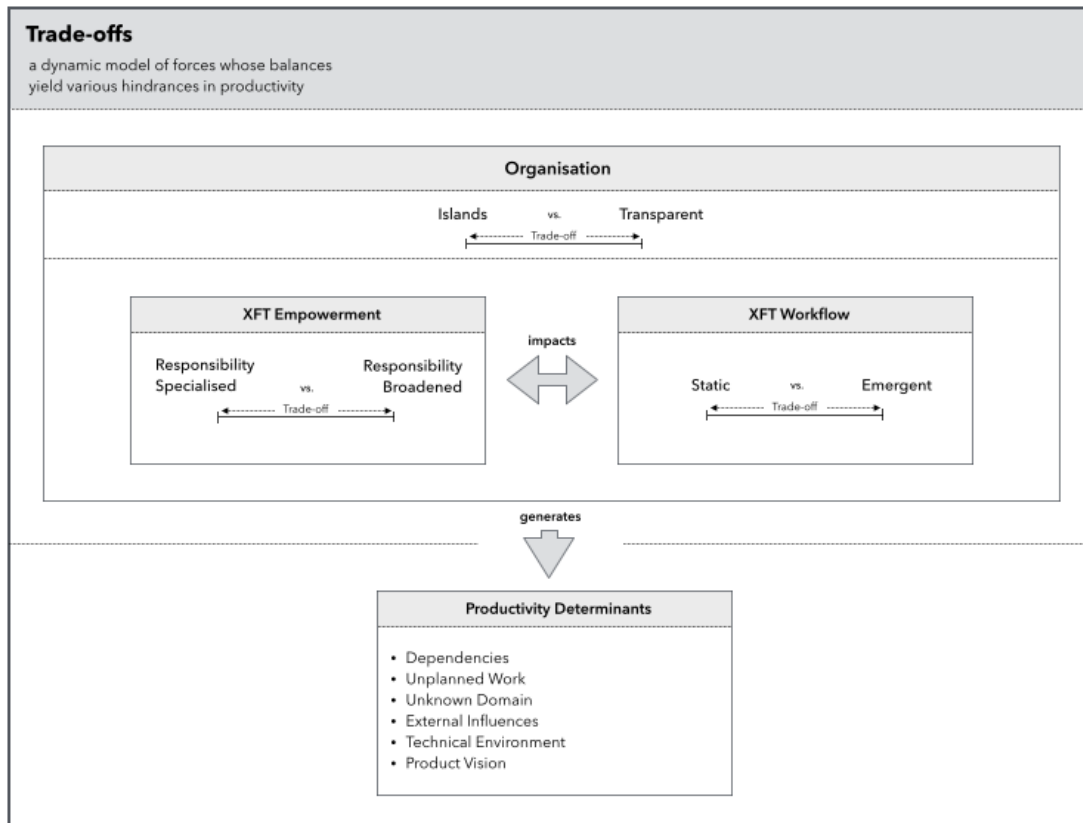 Trade-offs
a dynamic model of forces whose balances
yield various hindrances in productivity
Organisation
Islands vs. Transparent
Trade-off
XFT Empowerment
Responsibility Specialised vs. Responsibility Broadened
Trade-off
impacts
XFT Workflow
Static vs. Emergent
Trade-off
generates
Productivity Determinants
• Dependencies
• Unplanned Work
• Unknown Domain
• External Influences
• Technical Environment
• Product Vision